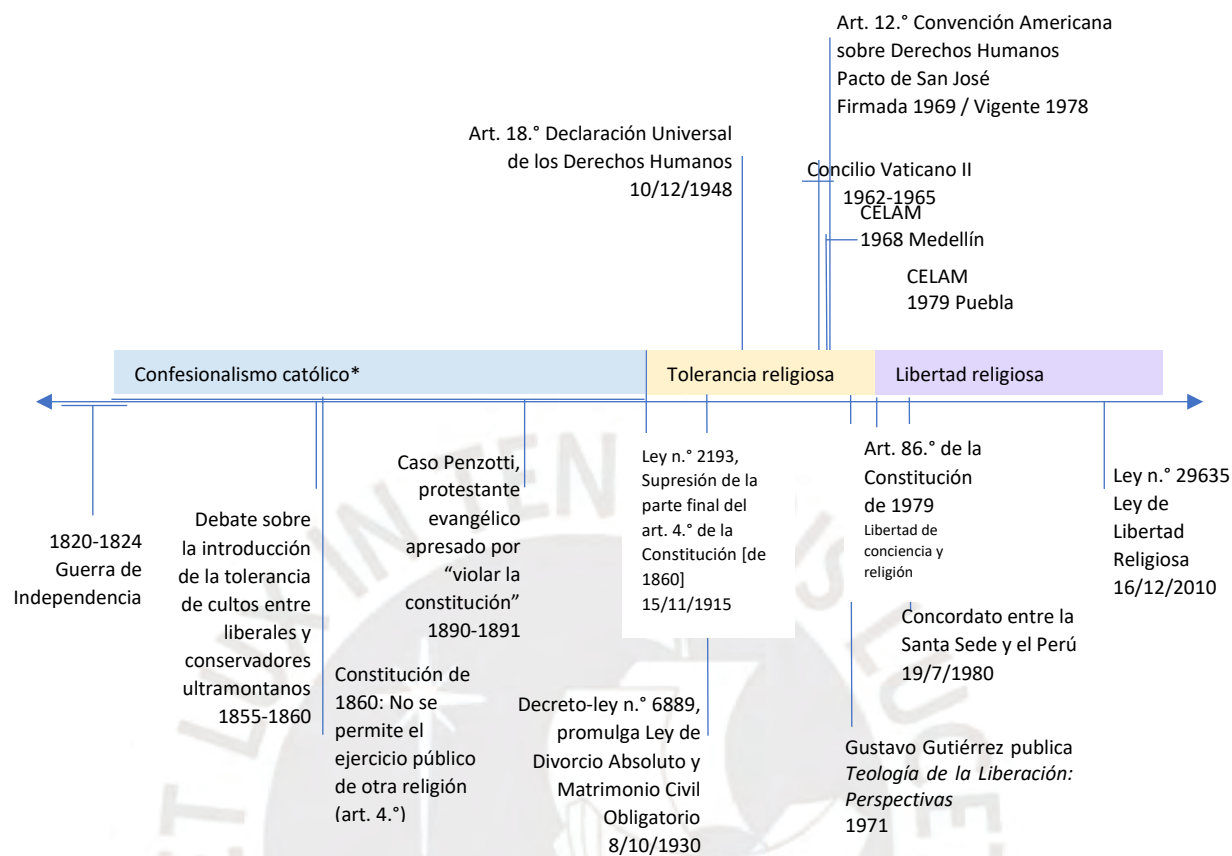 Art. 12.° Convención Americana
sobre Derechos Humanos
Pacto de San José
Firmada 1969 / Vigente 1978
Art. 18.° Declaración Universal
de los Derechos Humanos
10/12/1948
Concilio Vaticano II
1962-1965
CELAM
1968 Medellín
CELAM
1979 Puebla
Confesionalismo católico*
Tolerancia religiosa
Libertad religiosa
1820-1824
Guerra de
Independencia
Debate sobre
la introducción
de la tolerancia
de cultos entre
liberales y
conservadores
ultramontanos
1855-1860
Constitución de
1860: No se
permite el
ejercicio público
de otra religión
(art. 4.°)
Caso Penzotti,
protestante
evangélico
apresado por
“violar la
constitución”
1890-1891
Ley n.° 2193,
Supresión de la
parte final del
art. 4.° de la
Constitución [de
1860]
15/11/1915
Decreto-ley n.° 6889,
promulga Ley de
Divorcio Absoluto y
Matrimonio Civil
Obligatorio
8/10/1930
Art. 86.° de la
Constitución
de 1979
Libertad de
conciencia y
religión
Concordato entre la
Santa Sede y el Perú
19/7/1980
Gustavo Gutiérrez publica
Teología de la Liberación:
Perspectivas
1971
Ley n.° 29635
Ley de
Libertad
Religiosa
16/12/2010
ET LUX IN TEN
IS LUCE